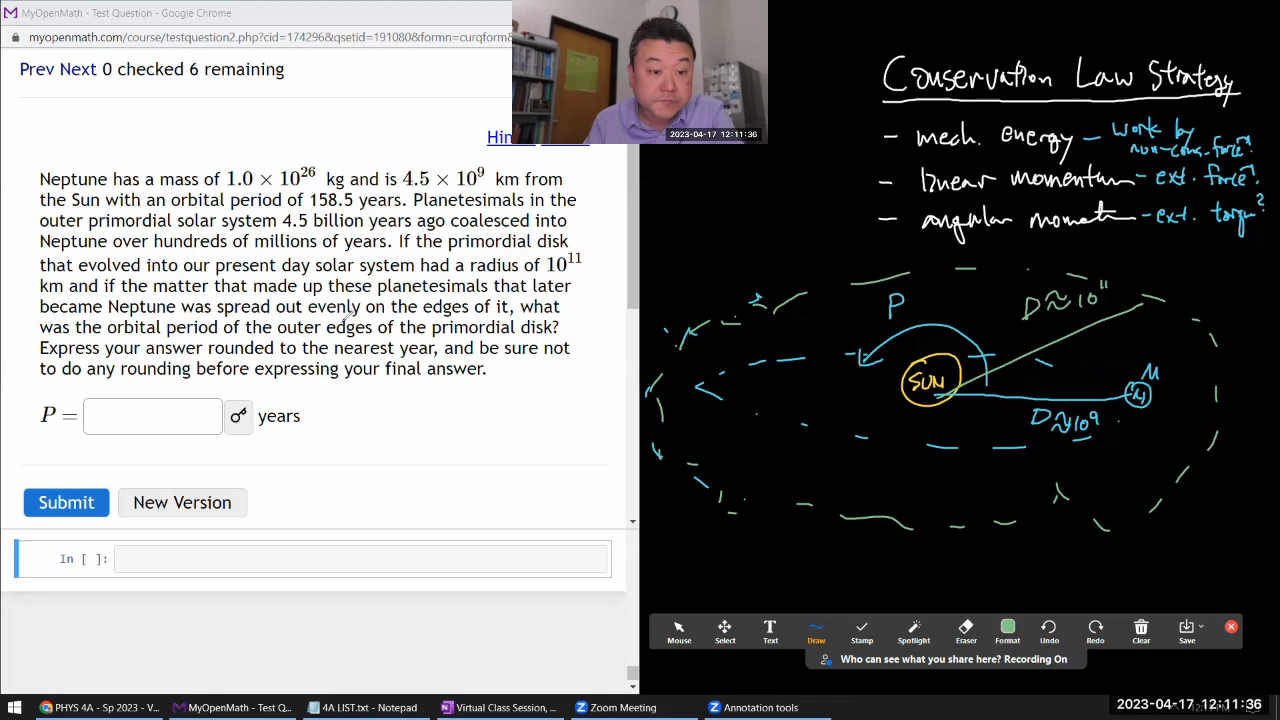 MyOpenMath - Test Question - Google Chrome
myopenmath.com/course/testquestion2.php?cid=174296&qsetid=191080&formn=curqform&
Prev Next 0 checked 6 remaining
2023-04-17 12:11:36
Neptune has a mass of 1.0 × 10^26 kg and is 4.5 × 10^9 km from
the Sun with an orbital period of 158.5 years. Planetesimals in the
outer primordial solar system 4.5 billion years ago coalesced into
Neptune over hundreds of millions of years. If the primordial disk
that evolved into our present day solar system had a radius of 10^11
km and if the matter that made up these planetesimals that later
became Neptune was spread out evenly on the edges of it, what
was the orbital period of the outer edges of the primordial disk?
Express your answer rounded to the nearest year, and be sure not
to do any rounding before expressing your final answer.
P = years
Submit New Version
In [ ]:
Conservation Law Strategy
- mech. energy - work by
non-cons. force?
- linear momentum - ext. force?
- ext. torque?
P
D≈10^11
SUN
M
D≈10^9
Mouse Select Text Draw Stamp Spotlight Eraser Format Undo Redo Clear Save
Who can see what you share here? Recording On
PHYS 4A - Sp 2023 - V... MyOpenMath - Test Q... 4A LIST.txt - Notepad Virtual Class Session, ... Zoom Meeting Annotation tools
2023-04-17 12:11:36